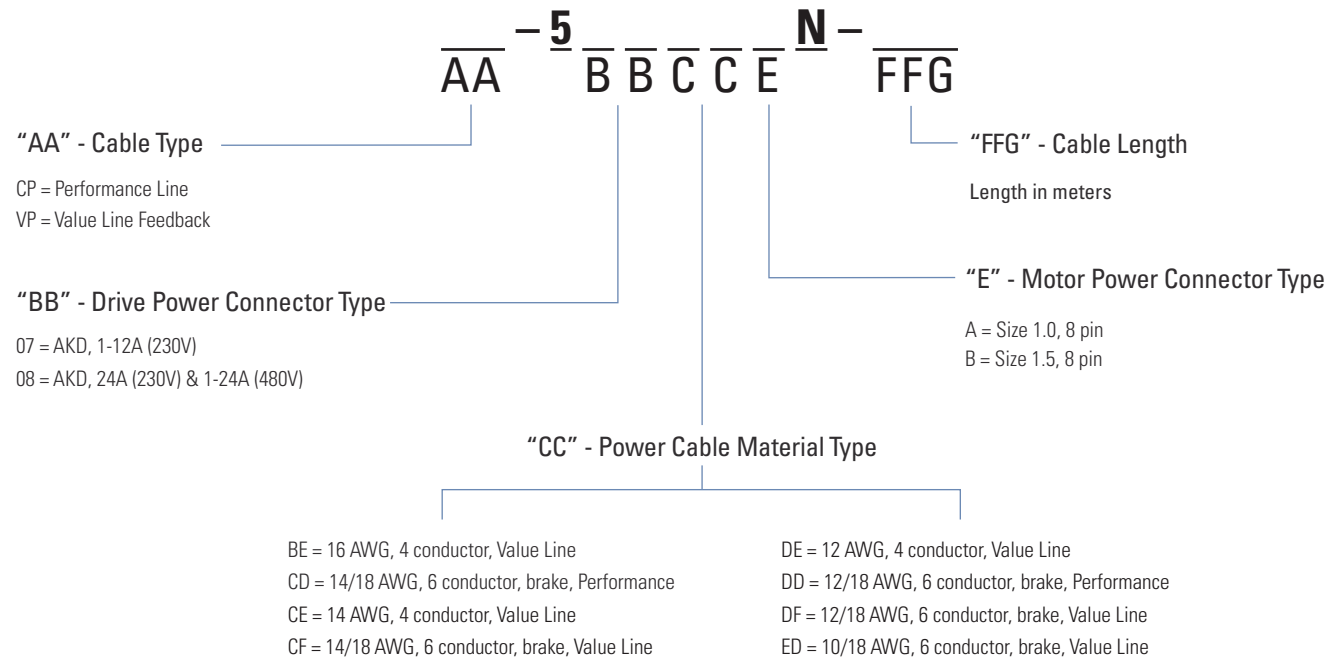 – 5 N –
AA B B C C E FFG
“AA” - Cable Type
CP = Performance Line
VP = Value Line Feedback
“BB” - Drive Power Connector Type
07 = AKD, 1-12A (230V)
08 = AKD, 24A (230V) & 1-24A (480V)
“FFG” - Cable Length
Length in meters
“E” - Motor Power Connector Type
A = Size 1.0, 8 pin
B = Size 1.5, 8 pin
“CC” - Power Cable Material Type
BE = 16 AWG, 4 conductor, Value Line
CD = 14/18 AWG, 6 conductor, brake, Performance
CE = 14 AWG, 4 conductor, Value Line
CF = 14/18 AWG, 6 conductor, brake, Value Line
DE = 12 AWG, 4 conductor, Value Line
DD = 12/18 AWG, 6 conductor, brake, Performance
DF = 12/18 AWG, 6 conductor, brake, Value Line
ED = 10/18 AWG, 6 conductor, brake, Value Line